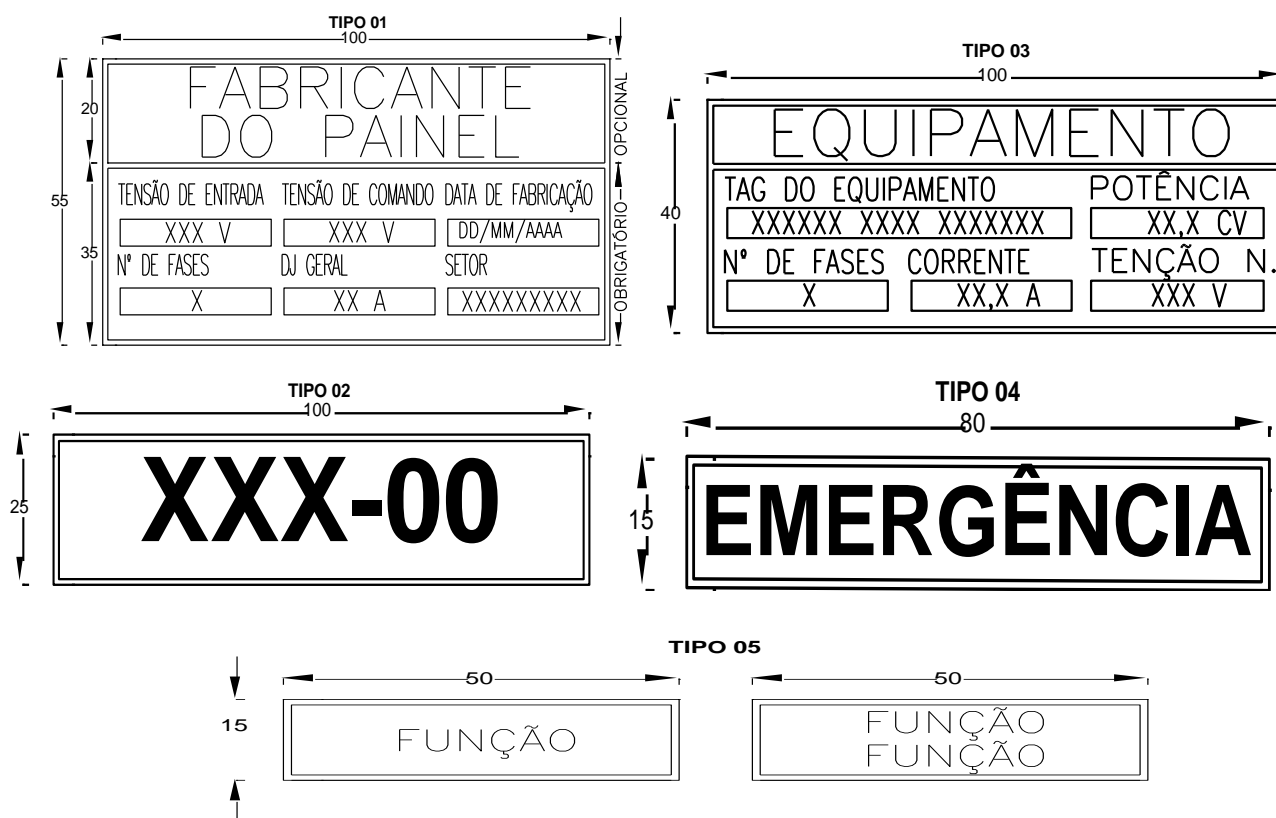 TIPO 01
100
FABRICANTE
DO PAINEL
20
OPCIONAL
55
35
OBRIGATÓRIO
TENSÃO DE ENTRADA TENSÃO DE COMANDO DATA DE FABRICAÇÃO
XXX V XXX V DD/MM/AAAA
Nº DE FASES DJ GERAL SETOR
X XX A XXXXXXXXX
TIPO 03
100
EQUIPAMENTO
40
TAG DO EQUIPAMENTO POTÊNCIA
XXXXXX XXXX XXXXXXX XX,X CV
Nº DE FASES CORRENTE TENÇÃO N.
X XX,X A XXX V
TIPO 02
100
25
XXX-00
TIPO 04
80
15
EMERGÊNCIA
TIPO 05
50 50
15
FUNÇÃO
FUNÇÃO
FUNÇÃO